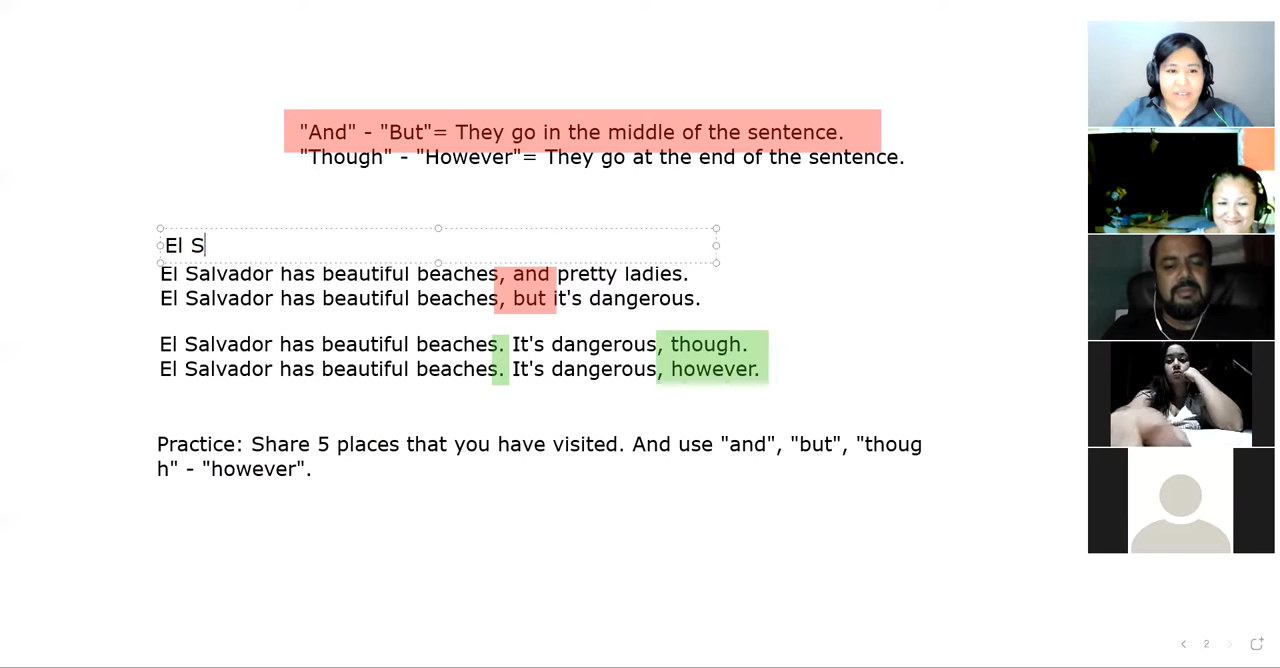 "And" - "But"= They go in the middle of the sentence.
"Though" - "However"= They go at the end of the sentence.
El S
El Salvador has beautiful beaches, and pretty ladies.
El Salvador has beautiful beaches, but it's dangerous.
El Salvador has beautiful beaches. It's dangerous, though.
El Salvador has beautiful beaches. It's dangerous, however.
Practice: Share 5 places that you have visited. And use "and", "but", "thoug
h" - "however".
2